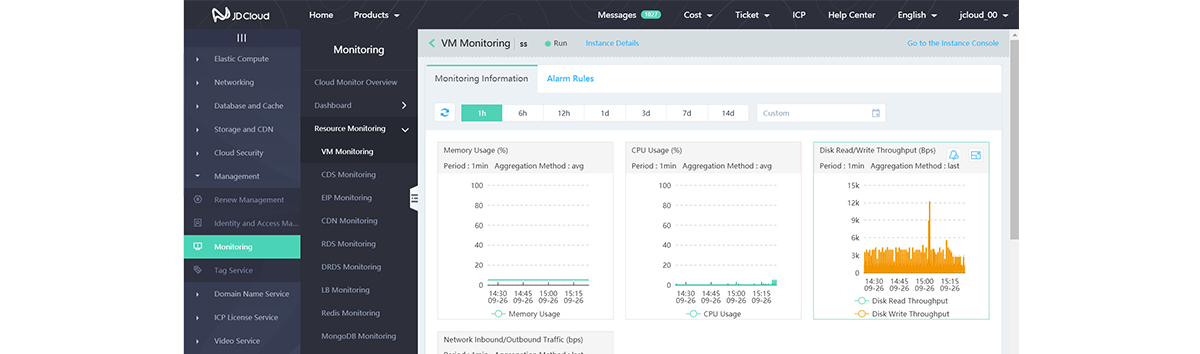 JD Cloud
Home
Products
Messages 1027
Cost
Ticket
ICP
Help Center
English
jcloud_00
Elastic Compute
Networking
Database and Cache
Storage and CDN
Cloud Security
Management
Renew Management
Identity and Access Ma...
Monitoring
Tag Service
Domain Name Service
ICP License Service
Video Service
Monitoring
Cloud Monitor Overview
Dashboard
Resource Monitoring
VM Monitoring
CDS Monitoring
EIP Monitoring
CDN Monitoring
RDS Monitoring
DRDS Monitoring
LB Monitoring
Redis Monitoring
MongoDB Monitoring
VM Monitoring | ss
Run
Instance Details
Go to the Instance Console
Monitoring Information
Alarm Rules
1h
6h
12h
1d
3d
7d
14d
Custom
Memory Usage (%)
Period : 1min Aggregation Method : avg
100
80
60
40
20
0
14:30 14:45 15:00 15:15
09-26 09-26 09-26 09-26
Memory Usage
CPU Usage (%)
Period : 1min Aggregation Method : avg
100
80
60
40
20
0
14:30 14:45 15:00 15:15
09-26 09-26 09-26 09-26
CPU Usage
Disk Read/Write Throughput (Bps)
Period : 1min Aggregation Method : last
15k
12k
9k
6k
3k
0
14:30 14:45 15:00 15:15
09-26 09-26 09-26 09-26
Disk Read Throughput
Disk Write Throughput
Network Inbound/Outbound Traffic (bps)
Period : 1min Aggregation Method : last